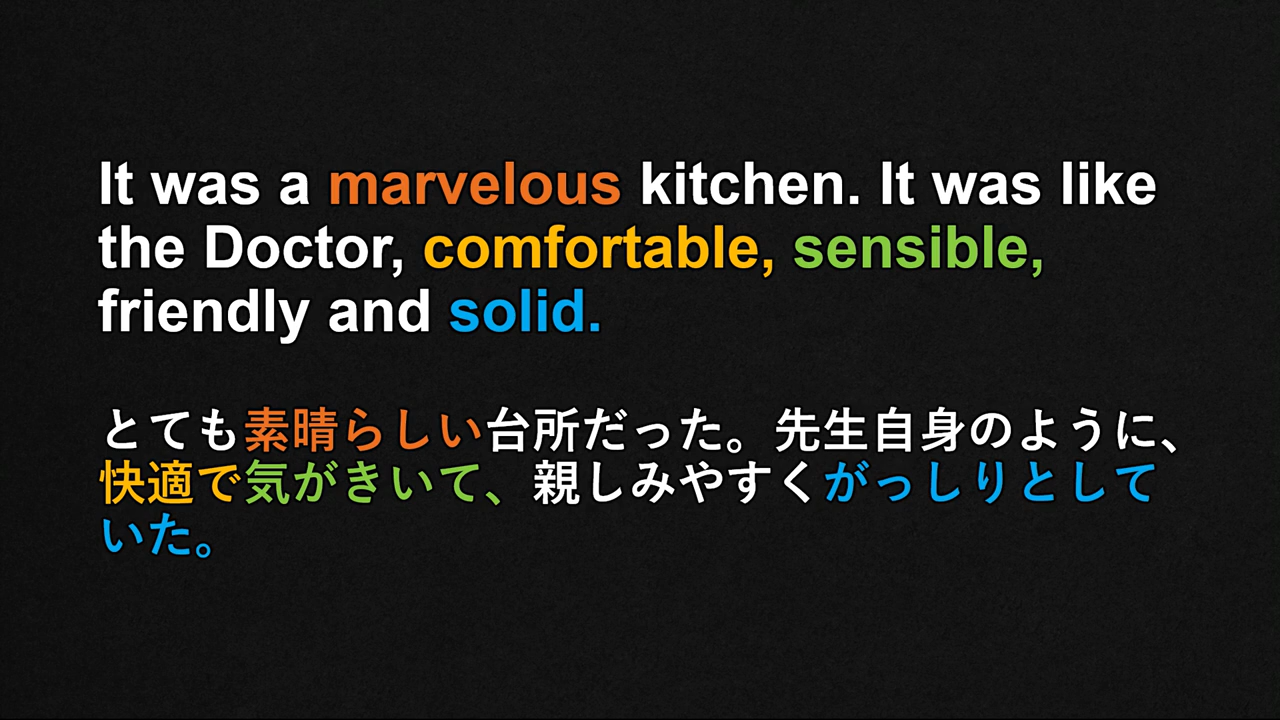 It was a marvelous kitchen. It was like
the Doctor, comfortable, sensible,
friendly and solid.
とても素晴らしい台所だった。先生自身のように、
快適で気がきいて、親しみやすくがっしりとして
いた。